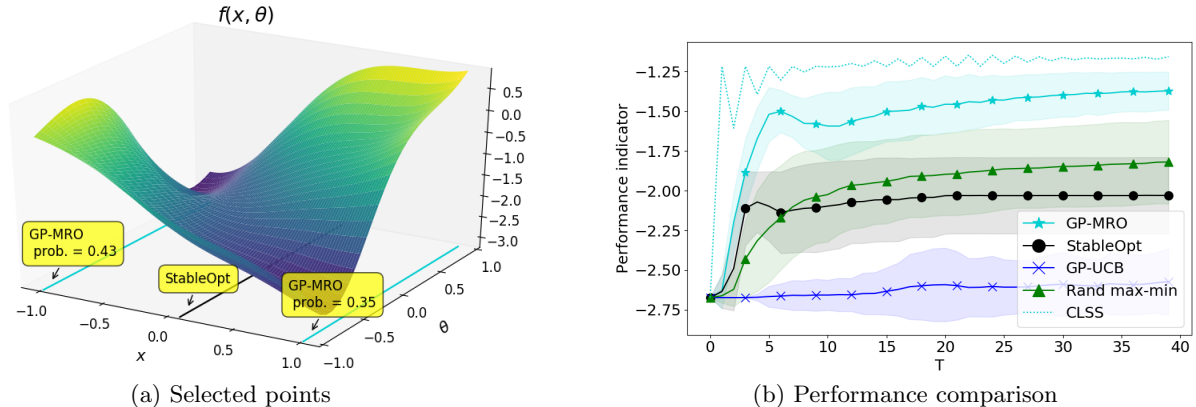 f(x, θ)
0.5
0.0
−0.5
−1.0
−1.5
−2.0
−2.5
−3.0
GP-MRO
prob. = 0.43
StableOpt
GP-MRO
prob. = 0.35
−1.0
−0.5
0.0
0.5
1.0
x
−1.0
−0.5
0.0
0.5
1.0
θ
(a) Selected points
Performance indicator
−1.25
−1.50
−1.75
−2.00
−2.25
−2.50
−2.75
GP-MRO
StableOpt
GP-UCB
Rand max-min
CLSS
0 5 10 15 20 25 30 35 40
T
(b) Performance comparison